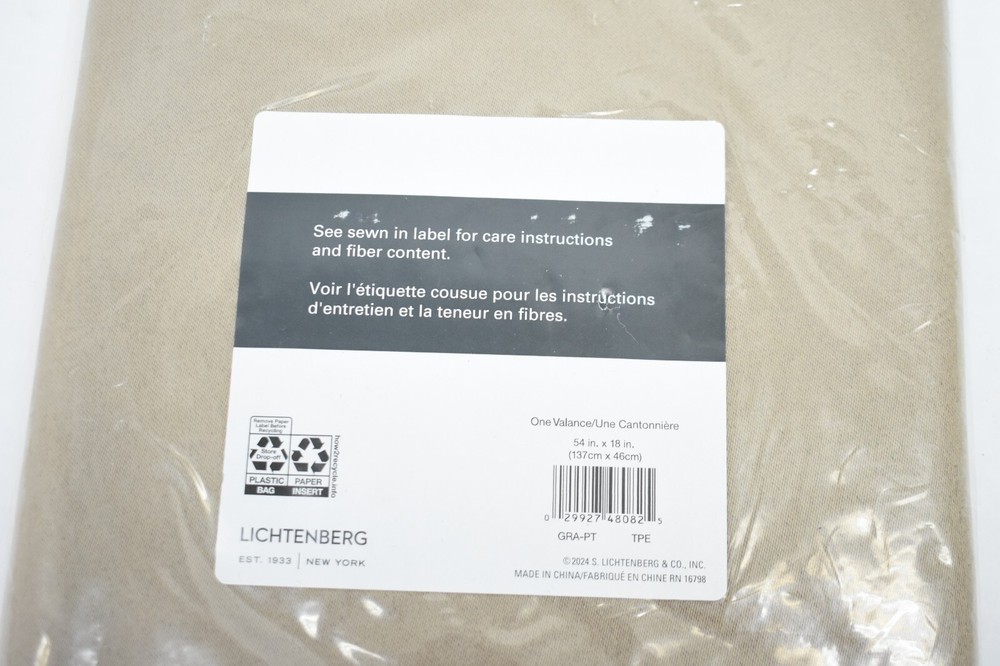 See sewn in label for care instructions
and fiber content.
Voir l'étiquette cousue pour les instructions
d'entretien et la teneur en fibres.
Remove Paper
Label Before
Recycling
Store
Drop-off
PLASTIC
BAG
PAPER
INSERT
how2recycle.info
LICHTENBERG
EST. 1933 | NEW YORK
One Valance/Une Cantonnière
54 in. x 18 in.
(137cm x 46cm)
0 29927 48082 5
GRA-PT TPE
©2024 S. LICHTENBERG & CO., INC.
MADE IN CHINA/FABRIQUÉ EN CHINE RN 16798